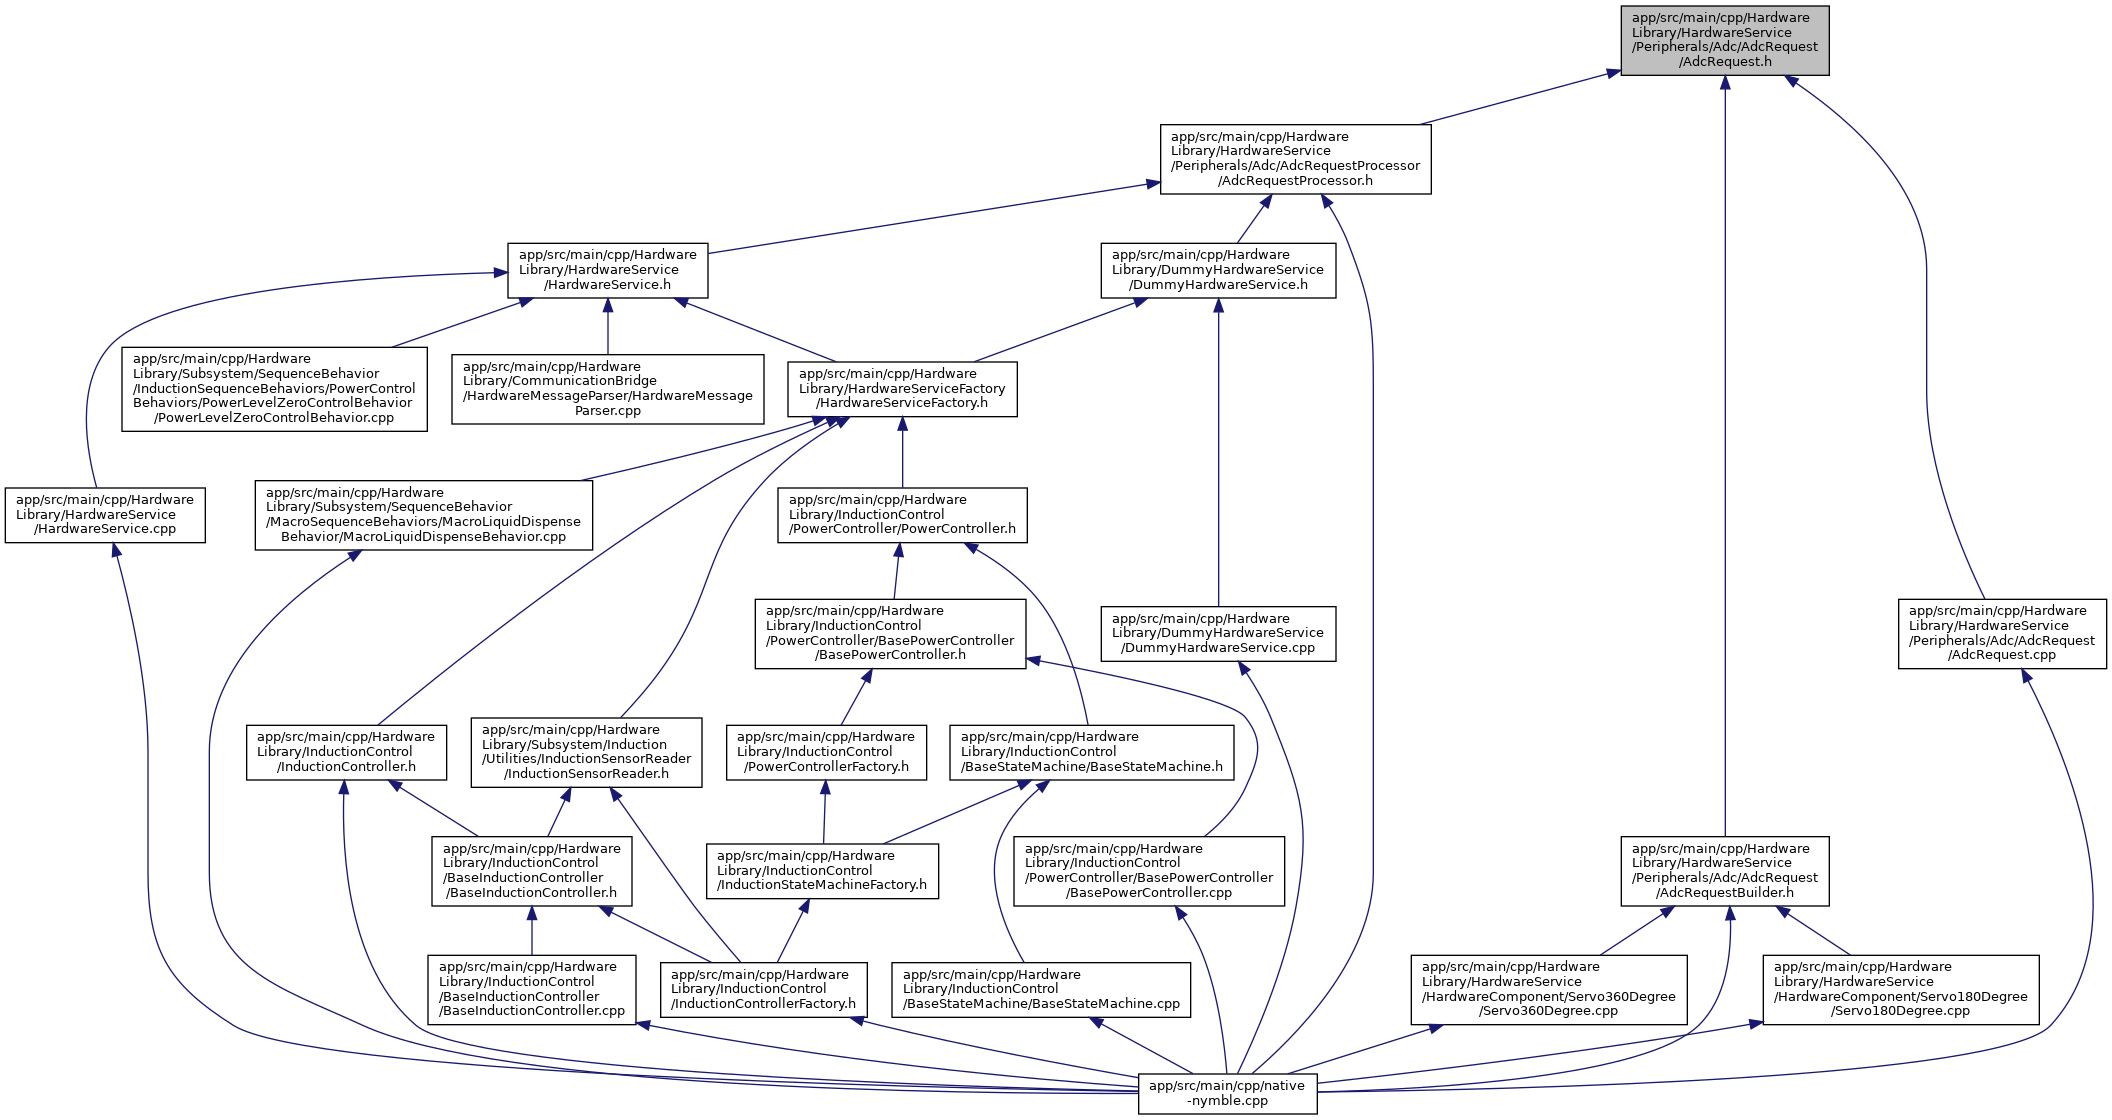 app/src/main/cpp/Hardware
Library/HardwareService
/Peripherals/Adc/AdcRequest
/AdcRequest.h
app/src/main/cpp/Hardware
Library/HardwareService
/Peripherals/Adc/AdcRequestProcessor
/AdcRequestProcessor.h
app/src/main/cpp/Hardware
Library/HardwareService
/HardwareService.h
app/src/main/cpp/Hardware
Library/DummyHardwareService
/DummyHardwareService.h
app/src/main/cpp/Hardware
Library/Subsystem/SequenceBehavior
/InductionSequenceBehaviors/PowerControl
Behaviors/PowerLevelZeroControlBehavior
/PowerLevelZeroControlBehavior.cpp
app/src/main/cpp/Hardware
Library/CommunicationBridge
/HardwareMessageParser/HardwareMessage
Parser.cpp
app/src/main/cpp/Hardware
Library/HardwareServiceFactory
/HardwareServiceFactory.h
app/src/main/cpp/Hardware
Library/HardwareService
/HardwareService.cpp
app/src/main/cpp/Hardware
Library/Subsystem/SequenceBehavior
/MacroSequenceBehaviors/MacroLiquidDispense
Behavior/MacroLiquidDispenseBehavior.cpp
app/src/main/cpp/Hardware
Library/InductionControl
/PowerController/PowerController.h
app/src/main/cpp/Hardware
Library/InductionControl
/PowerController/BasePowerController
/BasePowerController.h
app/src/main/cpp/Hardware
Library/DummyHardwareService
/DummyHardwareService.cpp
app/src/main/cpp/Hardware
Library/HardwareService
/Peripherals/Adc/AdcRequest
/AdcRequest.cpp
app/src/main/cpp/Hardware
Library/InductionControl
/InductionController.h
app/src/main/cpp/Hardware
Library/Subsystem/Induction
/Utilities/InductionSensorReader
/InductionSensorReader.h
app/src/main/cpp/Hardware
Library/InductionControl
/PowerControllerFactory.h
app/src/main/cpp/Hardware
Library/InductionControl
/BaseStateMachine/BaseStateMachine.h
app/src/main/cpp/Hardware
Library/InductionControl
/BaseInductionController
/BaseInductionController.h
app/src/main/cpp/Hardware
Library/InductionControl
/InductionStateMachineFactory.h
app/src/main/cpp/Hardware
Library/InductionControl
/PowerController/BasePowerController
/BasePowerController.cpp
app/src/main/cpp/Hardware
Library/HardwareService
/Peripherals/Adc/AdcRequest
/AdcRequestBuilder.h
app/src/main/cpp/Hardware
Library/InductionControl
/BaseInductionController
/BaseInductionController.cpp
app/src/main/cpp/Hardware
Library/InductionControl
/InductionControllerFactory.h
app/src/main/cpp/Hardware
Library/InductionControl
/BaseStateMachine/BaseStateMachine.cpp
app/src/main/cpp/Hardware
Library/HardwareService
/HardwareComponent/Servo360Degree
/Servo360Degree.cpp
app/src/main/cpp/Hardware
Library/HardwareService
/HardwareComponent/Servo180Degree
/Servo180Degree.cpp
app/src/main/cpp/native
-nymble.cpp